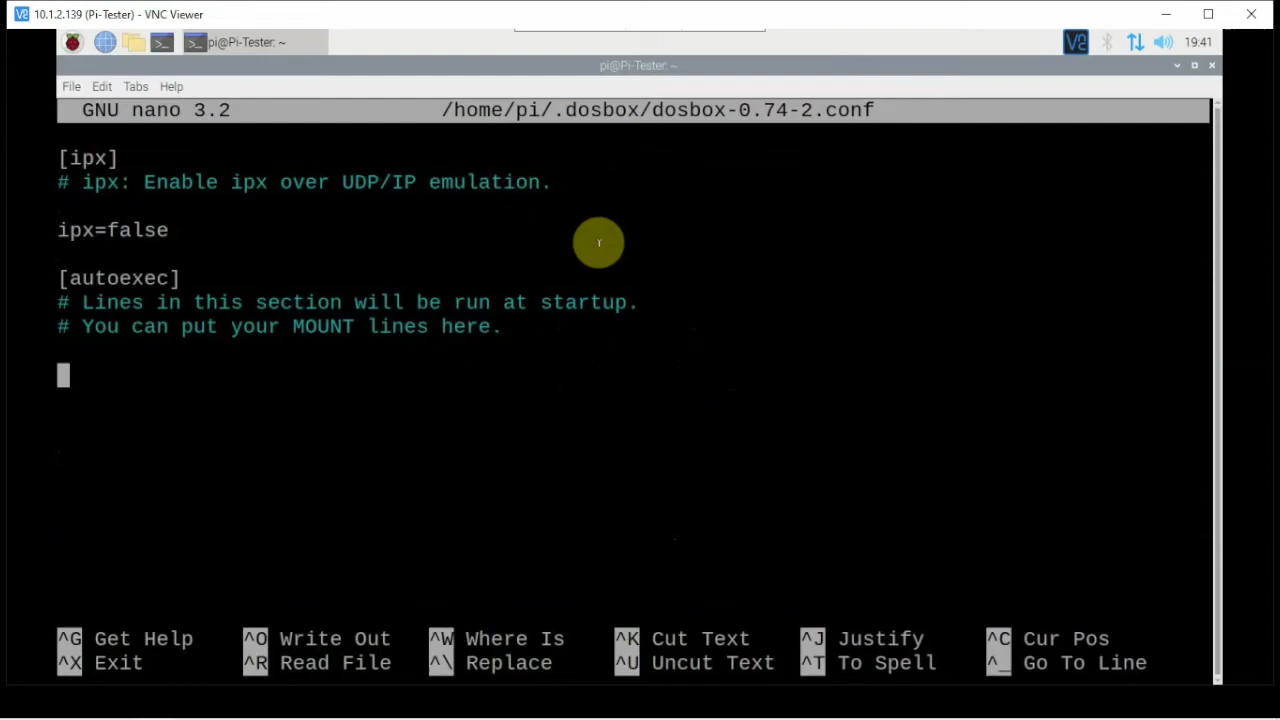 10.1.2.139 (Pi-Tester) - VNC Viewer
pi@Pi-Tester: ~
19:41
pi@Pi-Tester: ~
File Edit Tabs Help
GNU nano 3.2 /home/pi/.dosbox/dosbox-0.74-2.conf
[ipx]
# ipx: Enable ipx over UDP/IP emulation.
ipx=false
[autoexec]
# Lines in this section will be run at startup.
# You can put your MOUNT lines here.
^G Get Help ^O Write Out ^W Where Is ^K Cut Text ^J Justify ^C Cur Pos
^X Exit ^R Read File ^\ Replace ^U Uncut Text ^T To Spell ^_ Go To Line